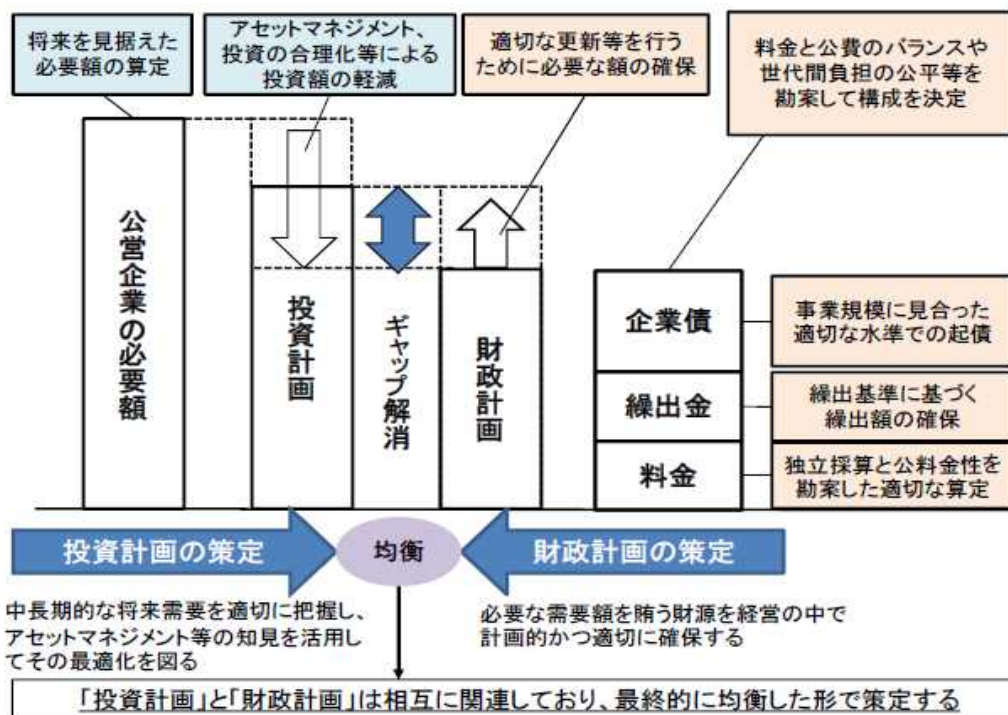 将来を見据えた
必要額の算定
アセットマネジメント、
投資の合理化等による
投資額の軽減
適切な更新等を行う
ために必要な額の確保
料金と公費のバランスや
世代間負担の公平等を
勘案して構成を決定
公営企業の必要額
投資計画
ギャップ解消
財政計画
企業債
繰出金
料金
事業規模に見合った
適切な水準での起債
繰出基準に基づく
繰出額の確保
独立採算と公料金性を
勘案した適切な算定
投資計画の策定
均衡
財政計画の策定
中長期的な将来需要を適切に把握し、
アセットマネジメント等の知見を活用し
てその最適化を図る
必要な需要額を賄う財源を経営の中で
計画的かつ適切に確保する
「投資計画」と「財政計画」は相互に関連しており、最終的に均衡した形で策定する